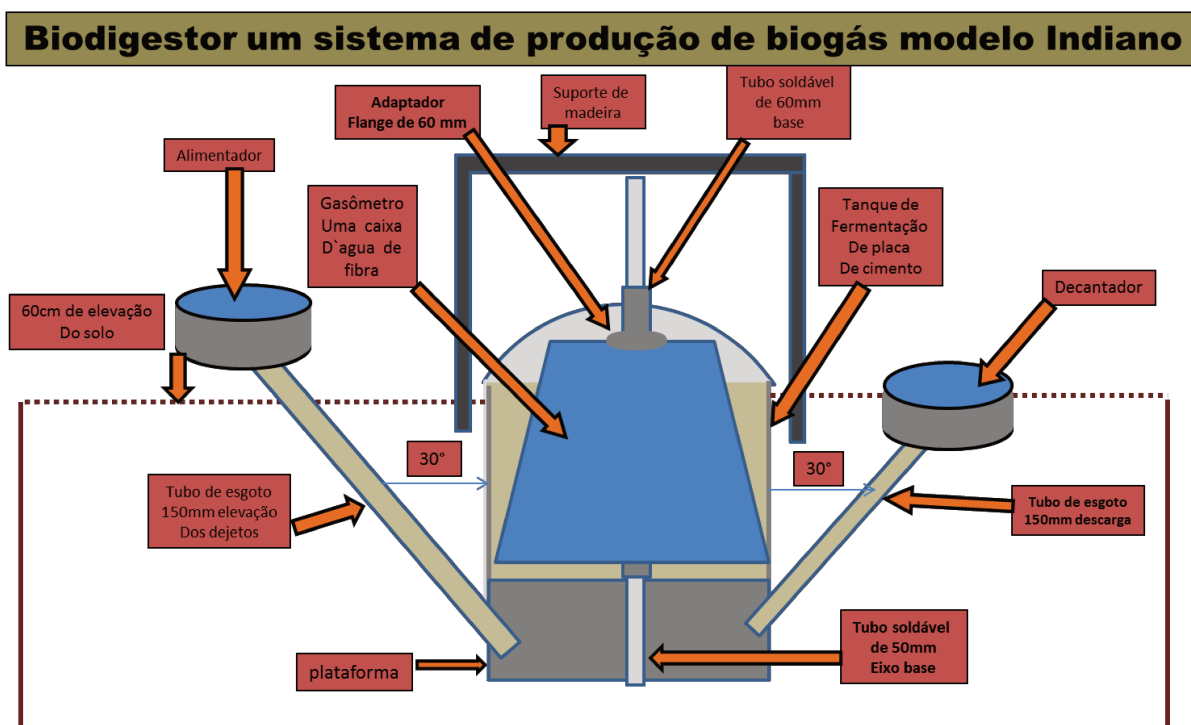 Biodigestor um sistema de produção de biogás modelo Indiano
Alimentador
Adaptador
Flange de 60 mm
Suporte de
madeira
Tubo soldável
de 60mm
base
Gasômetro
Uma caixa
D`agua de
fibra
Tanque de
Fermentação
De placa
De cimento
Decantador
60cm de elevação
Do solo
30°
30°
Tubo de esgoto
150mm elevação
Dos dejetos
Tubo de esgoto
150mm descarga
plataforma
Tubo soldável
de 50mm
Eixo base